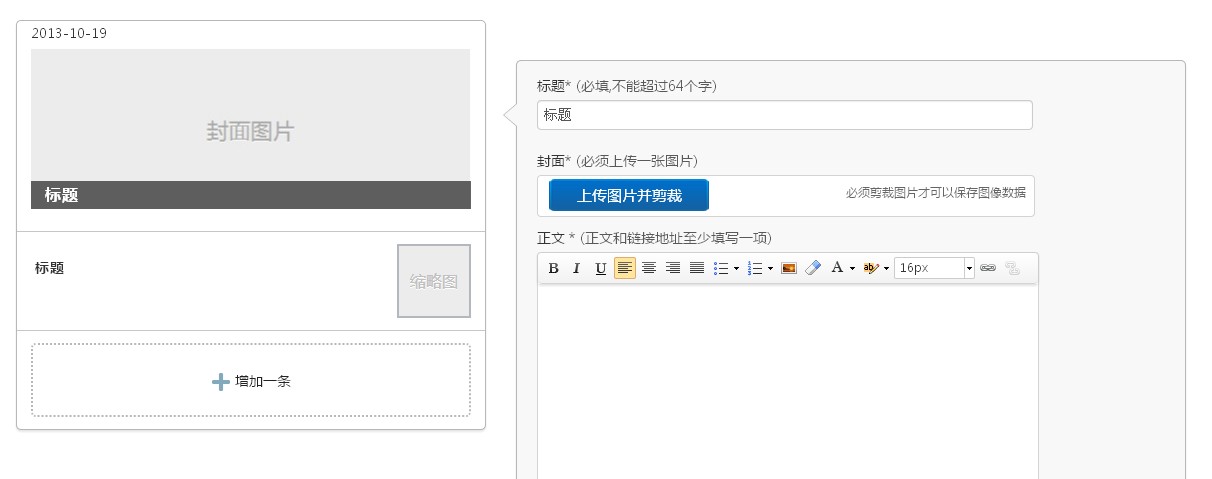 2013-10-19
封面图片
标题
标题
缩略图
增加一条
标题* (必填,不能超过64个字)
标题
封面* (必须上传一张图片)
上传图片并剪裁
必须剪裁图片才可以保存图像数据
正文 * (正文和链接地址至少填写一项)
B I U A ab 16px